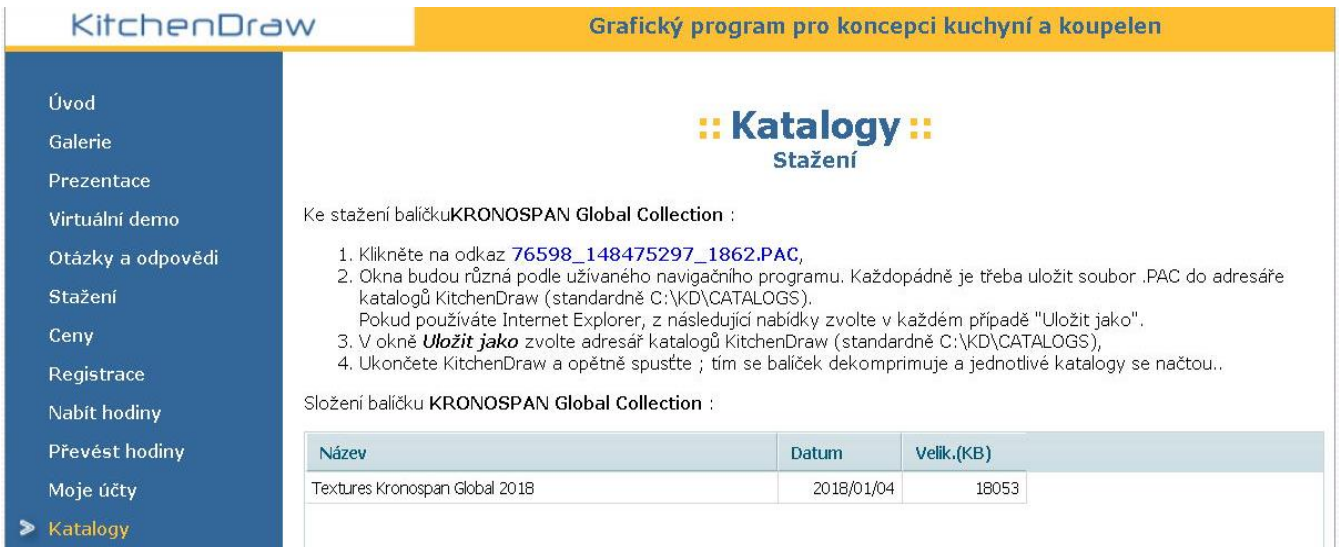 KitchenDraw
Grafický program pro koncepci kuchyní a koupelen
Úvod
Galerie
Prezentace
Virtuální demo
Otázky a odpovědi
Stažení
Ceny
Registrace
Nabít hodiny
Převést hodiny
Moje účty
Katalogy
:: Katalogy ::
Stažení
Ke stažení balíčkuKRONOSPAN Global Collection :
1. Klikněte na odkaz 76598_148475297_1862.PAC,
2. Okna budou různá podle užívaného navigačního programu. Každopádně je třeba uložit soubor .PAC do adresáře
katalogů KitchenDraw (standardně C:\KD\CATALOGS).
Pokud používáte Internet Explorer, z následující nabídky zvolte v každém případě "Uložit jako".
3. V okně Uložit jako zvolte adresář katalogů KitchenDraw (standardně C:\KD\CATALOGS),
4. Ukončete KitchenDraw a opětně spusťte ; tím se balíček dekomprimuje a jednotlivé katalogy se načtou..
Složení balíčku KRONOSPAN Global Collection :
Název Datum Velik.(KB)
Textures Kronospan Global 2018 2018/01/04 18053